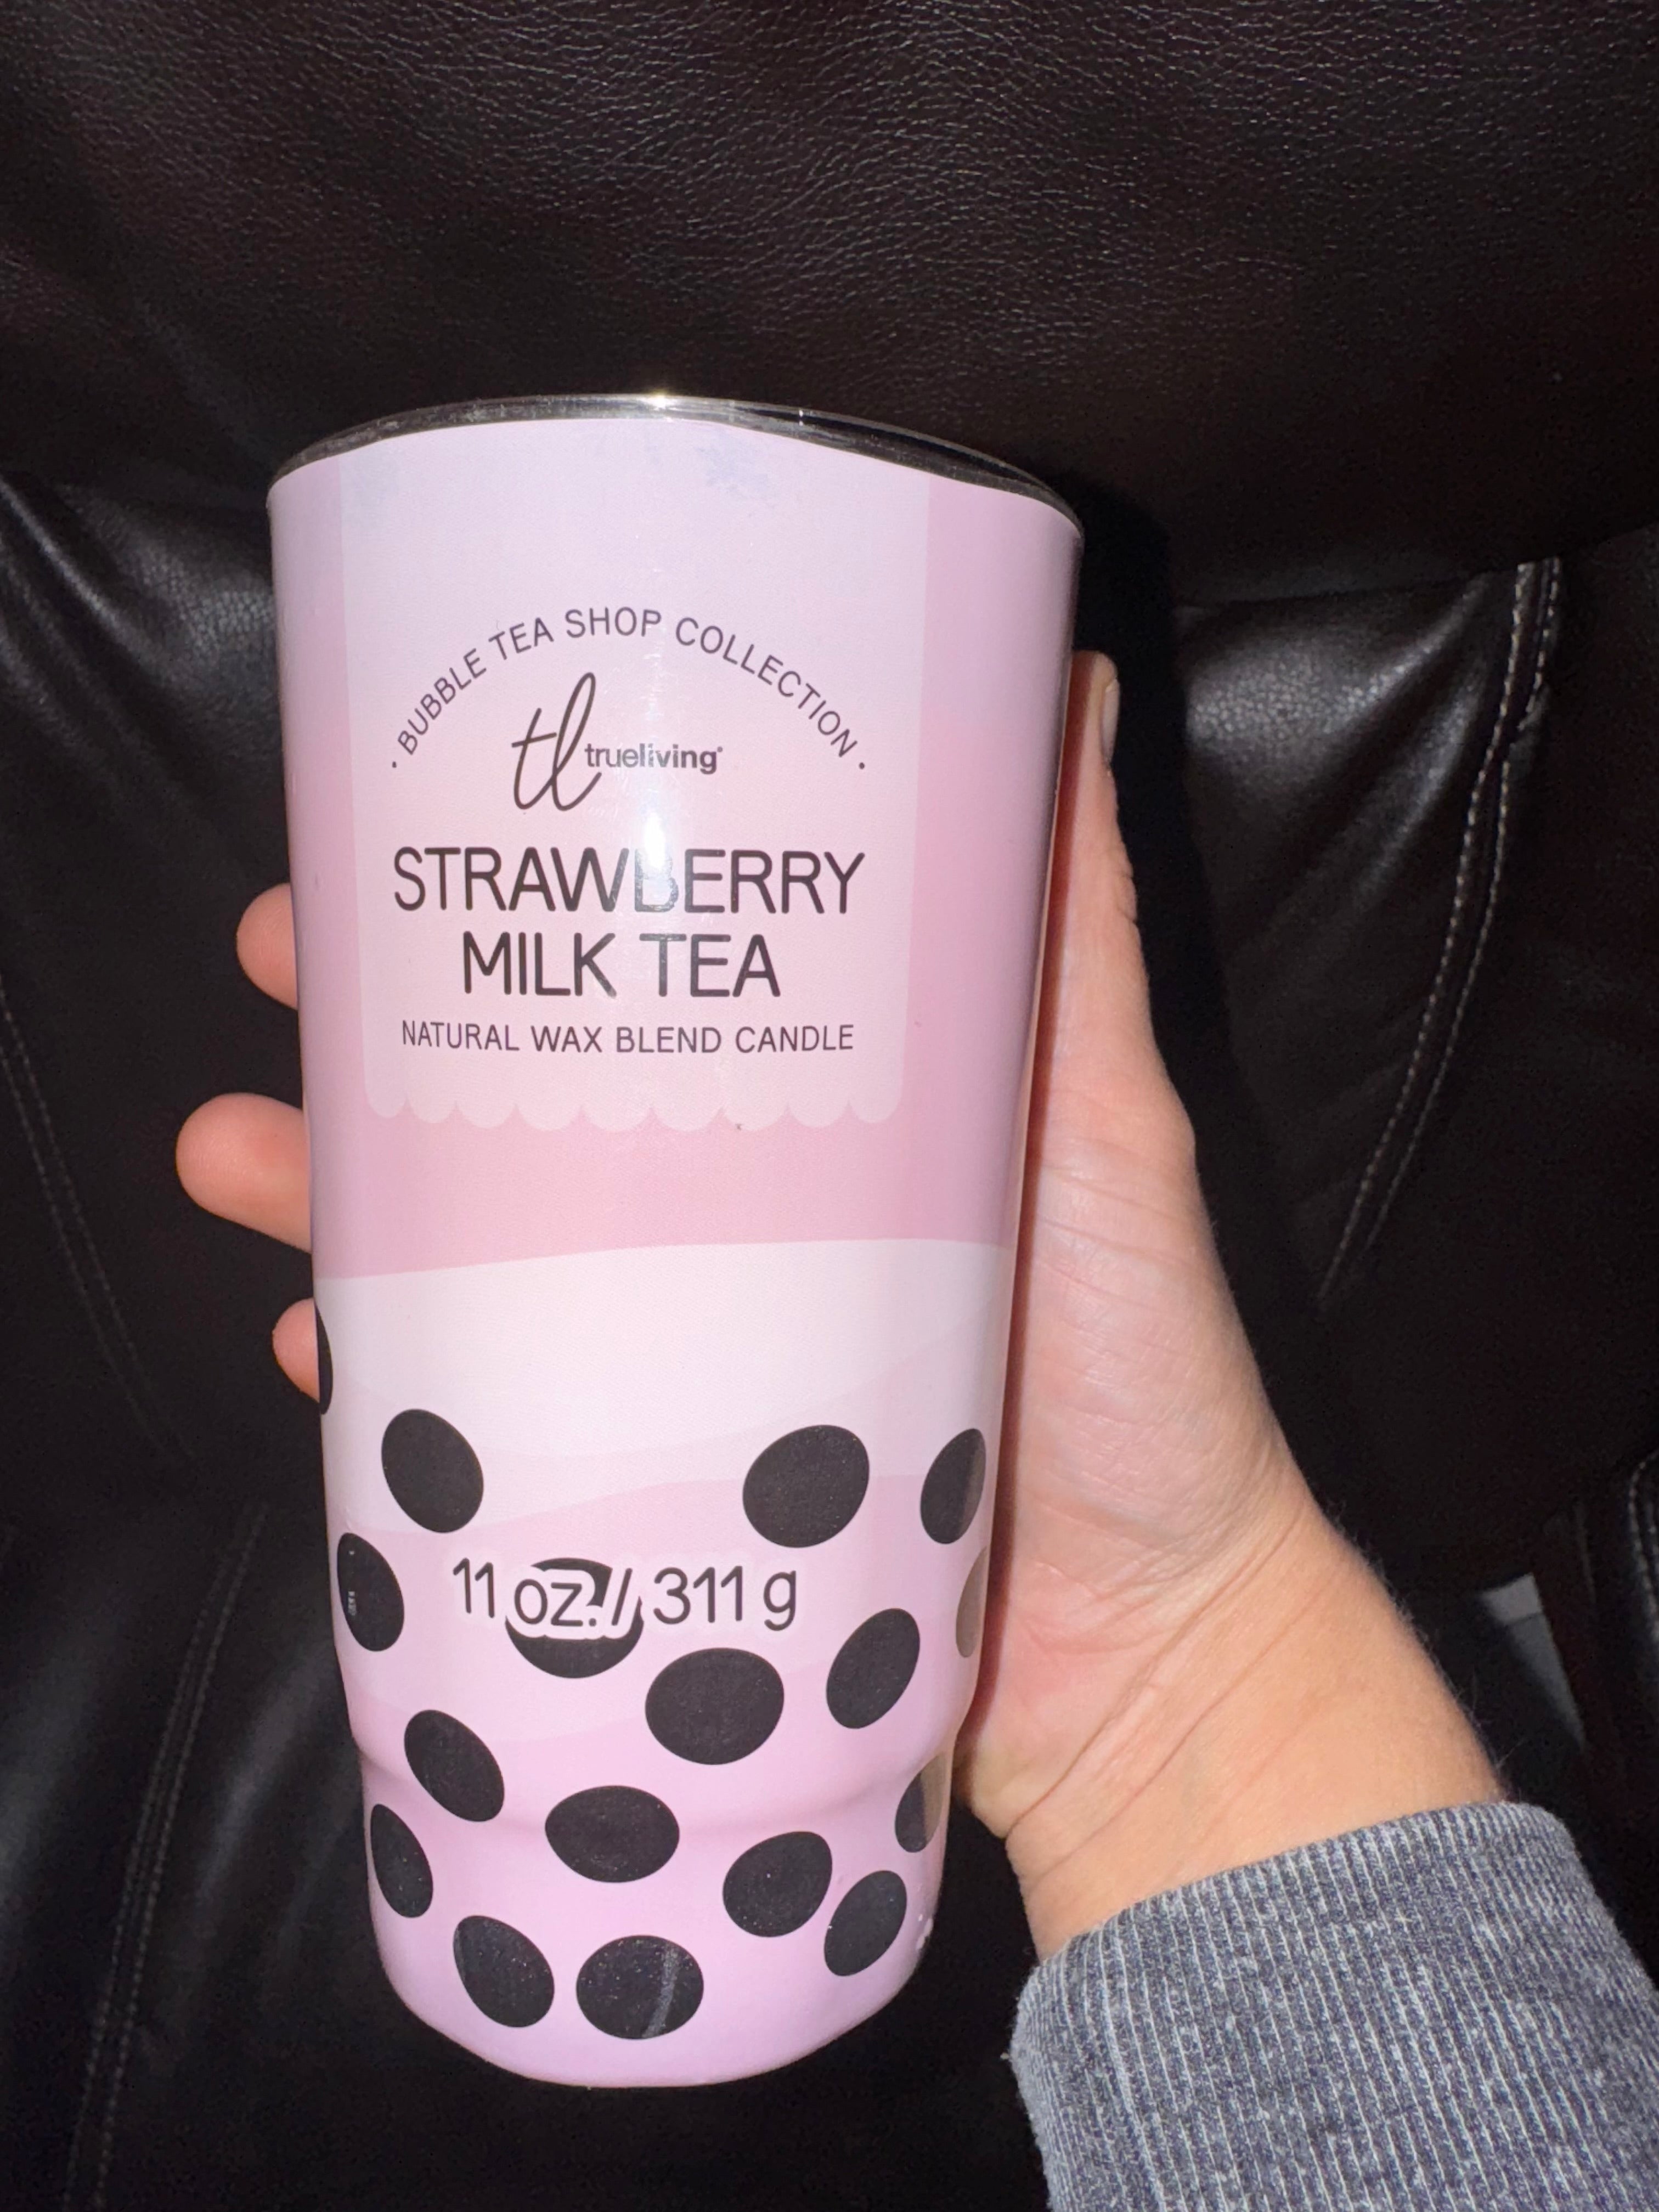 · BUBBLE TEA SHOP COLLECTION ·
tl trueliving®
STRAWBERRY
MILK TEA
NATURAL WAX BLEND CANDLE
11 oz. / 311 g